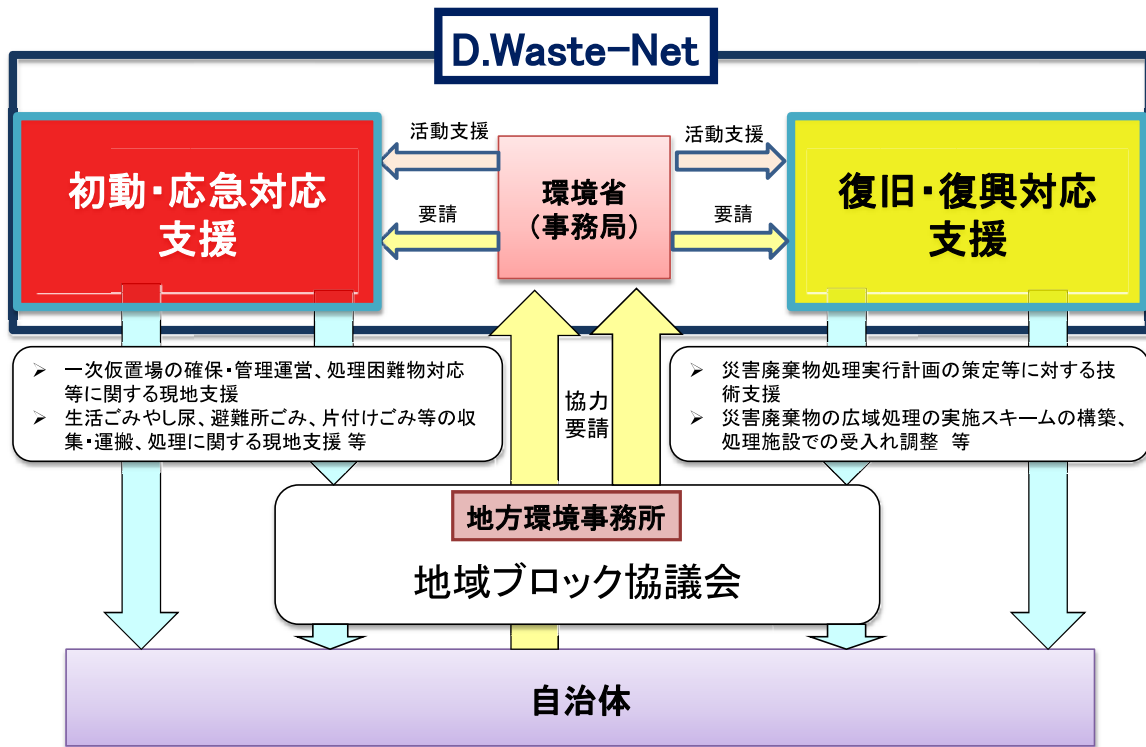 D.Waste-Net
初動・応急対応
支援
活動支援
要請
環境省
（事務局）
活動支援
要請
復旧・復興対応
支援
➢ 一次仮置場の確保・管理運営、処理困難物対応
等に関する現地支援
➢ 生活ごみやし尿、避難所ごみ、片付けごみ等の収
集・運搬、処理に関する現地支援 等
協力
要請
➢ 災害廃棄物処理実行計画の策定等に対する技
術支援
➢ 災害廃棄物の広域処理の実施スキームの構築、
処理施設での受入れ調整 等
地方環境事務所
地域ブロック協議会
自治体